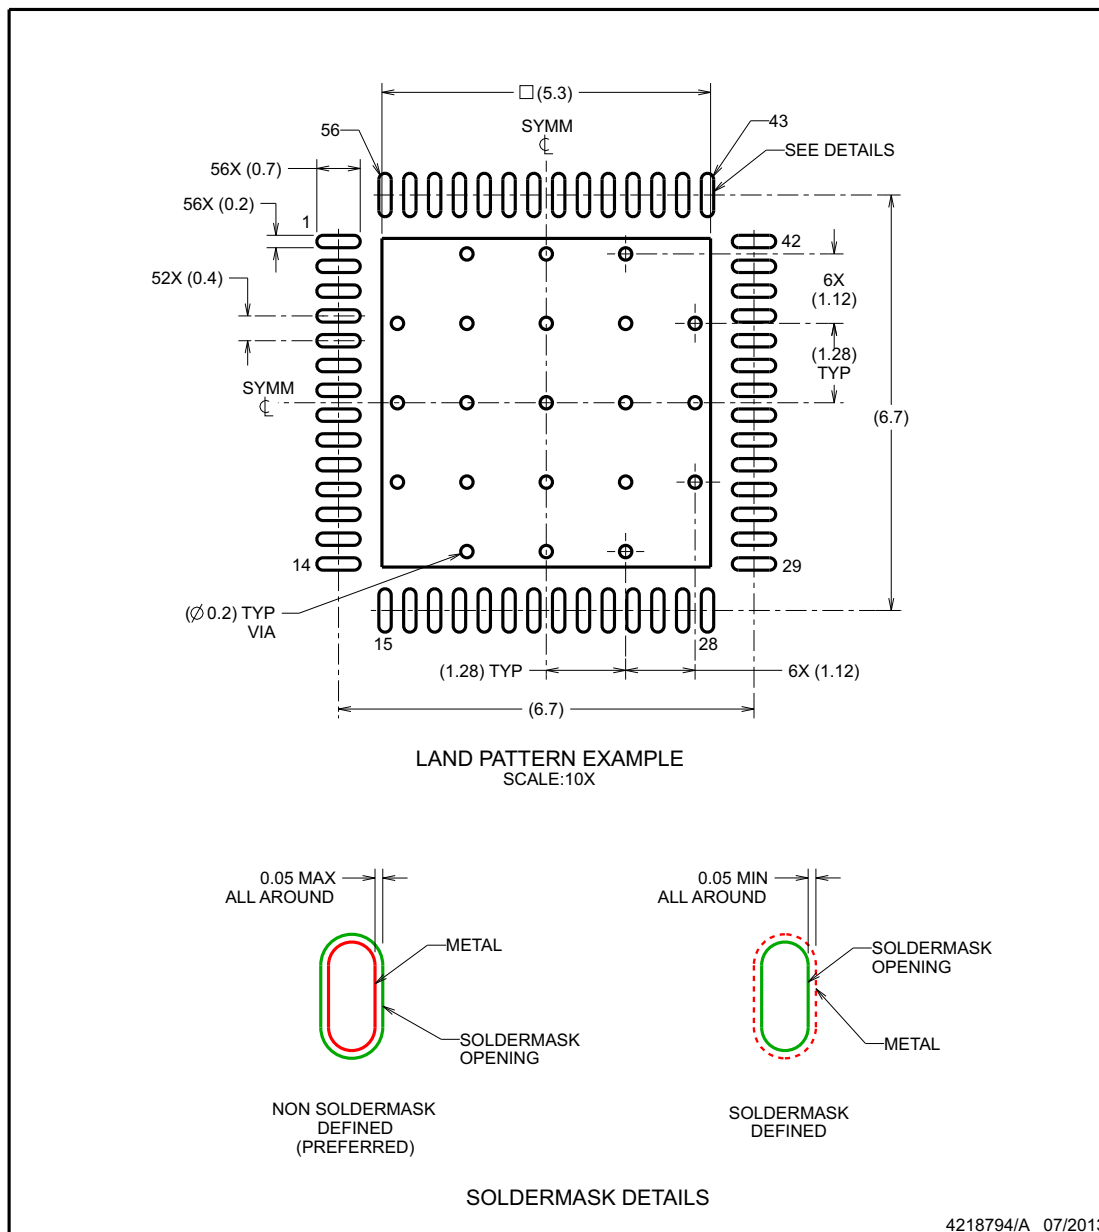 □ (5.3)
SYMM
℄
56
43
SEE DETAILS
56X (0.7)
56X (0.2)
1
42
52X (0.4)
6X
(1.12)
(1.28)
TYP
SYMM
℄
(6.7)
14
29
(∅ 0.2) TYP
VIA
15
28
(1.28) TYP
6X (1.12)
(6.7)
LAND PATTERN EXAMPLE
SCALE:10X
0.05 MAX
ALL AROUND
METAL
SOLDERMASK
OPENING
NON SOLDERMASK
DEFINED
(PREFERRED)
0.05 MIN
ALL AROUND
SOLDERMASK
OPENING
METAL
SOLDERMASK
DEFINED
SOLDERMASK DETAILS
4218794/A 07/2013